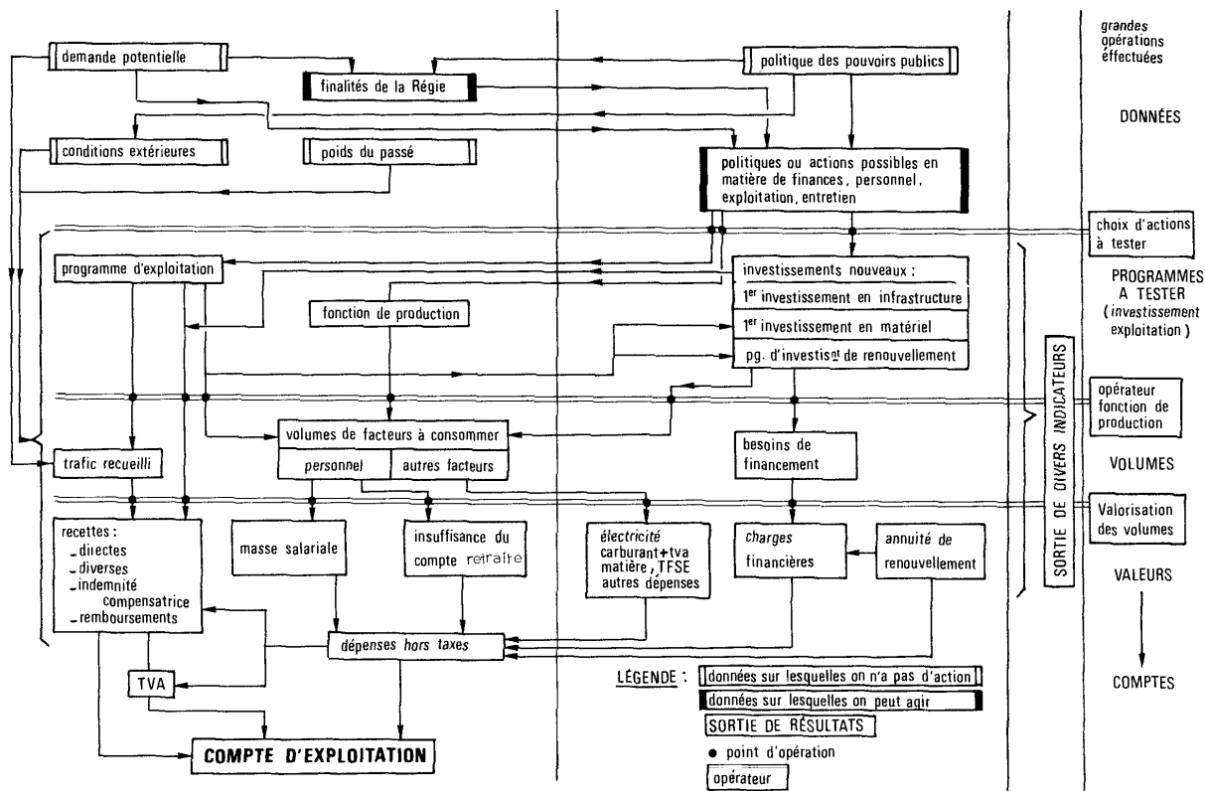 grandes
opérations
éffectuées
demande potentielle
politique des pouvoirs publics
finalités de la Régie
DONNÉES
conditions extérieures
poids du passé
politiques ou actions possibles en
matière de finances, personnel,
exploitation, entretien
choix d'actions
à tester
programme d'exploitation
investissements nouveaux :
1er investissement en infrastructure
1er investissement en matériel
pg. d'investisnt de renouvellement
fonction de production
PROGRAMMES
A TESTER
(investissement
exploitation)
SORTIE DE DIVERS INDICATEURS
opérateur
fonction de
production
volumes de facteurs à consommer
personnel
autres facteurs
besoins de
financement
trafic recueilli
VOLUMES
Valorisation
des volumes
recettes :
_directes
_diverses
_indemnité
compensatrice
_remboursements
masse salariale
insuffisance du
compte retraite
électricité
carburant+tva
matière, TFSE
autres dépenses
charges
financières
annuité de
renouvellement
VALEURS
dépenses hors taxes
TVA
COMPTE D'EXPLOITATION
COMPTES
LÉGENDE :
données sur lesquelles on n'a pas d'action
données sur lesquelles on peut agir
SORTIE DE RÉSULTATS
● point d'opération
opérateur